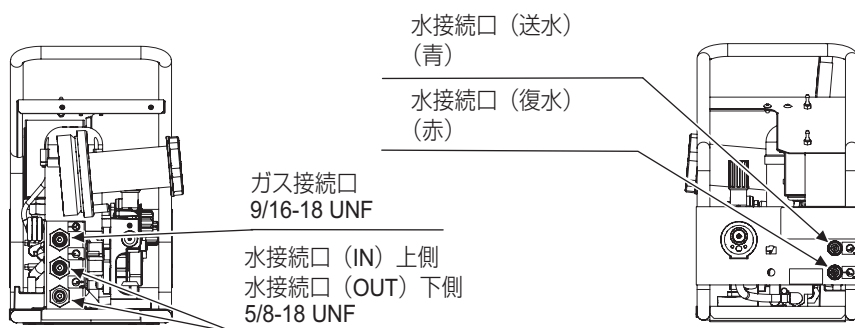 水接続口（送水）
（青）
水接続口（復水）
（赤）
ガス接続口
9/16-18 UNF
水接続口（IN）上側
水接続口（OUT）下側
5/8-18 UNF